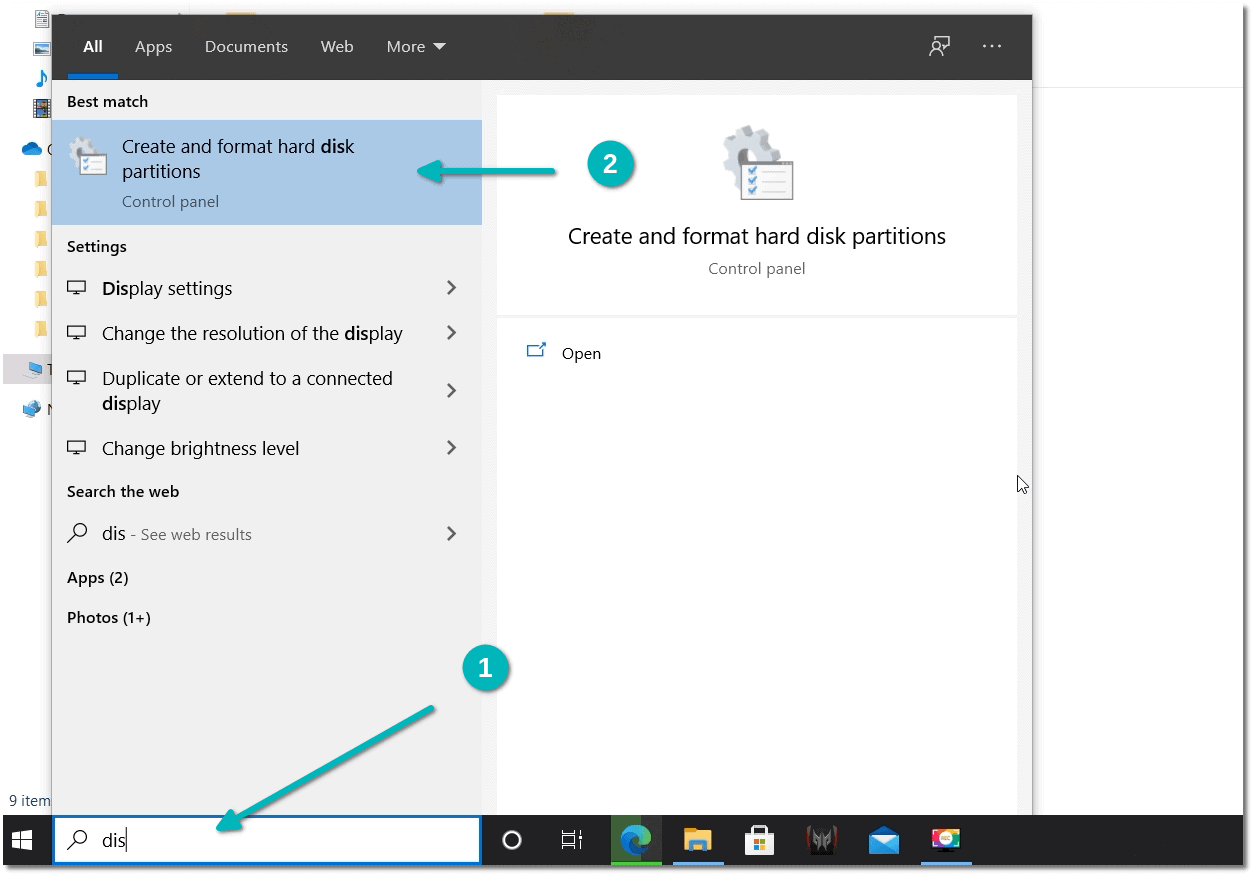 All Apps Documents Web More
Best match
Create and format hard disk
partitions
Control panel
2
Create and format hard disk partitions
Control panel
Settings
Display settings
Change the resolution of the display
Duplicate or extend to a connected
display
Change brightness level
Open
Search the web
dis - See web results
Apps (2)
Photos (1+)
1
9 item
dis